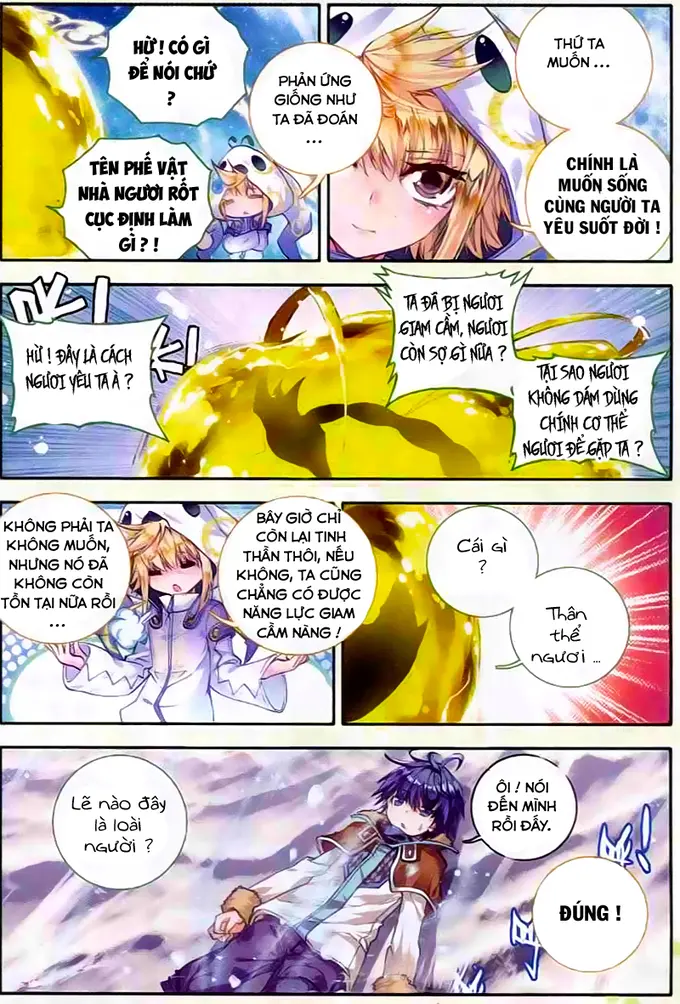 HỪ! CÓ GÌ
ĐỂ NÓI CHỨ
?
TÊN PHẾ VẬT
NHÀ NGƯƠI RỐT
CỤC ĐỊNH LÀM
GÌ?!
PHẢN ỨNG
GIỐNG NHƯ
TA ĐÃ ĐOÁN
...
THỨ TA
MUỐN ...
CHÍNH LÀ
MUỐN SỐNG
CÙNG NGƯỜI TA
YÊU SUỐT ĐỜI!
HỪ! ĐÂY LÀ CÁCH
NGƯƠI YÊU TA À?
TA ĐÃ BỊ NGƯƠI
GIAM CẦM, NGƯƠI
CÒN SỢ GÌ NỮA?
TẠI SAO NGƯƠI
KHÔNG DÁM DÙNG
CHÍNH CƠ THỂ
NGƯƠI ĐỂ GẶP TA?
KHÔNG PHẢI TA
KHÔNG MUỐN,
NHƯNG NÓ ĐÃ
KHÔNG CÒN
TỒN TẠI NỮA RỒI
...
BÂY GIỜ CHỈ
CÒN LẠI TINH
THẦN THÔI, NẾU
KHÔNG, TA CŨNG
CHẲNG CÓ ĐƯỢC
NĂNG LỰC GIAM
CẦM NÀNG!
Cái gì
?
Thân
thể
ngươi ...
Lẽ nào đây
là loài
người ?
ÔI! NÓI
ĐẾN MÌNH
RỒI ĐẤY.
ĐÚNG!